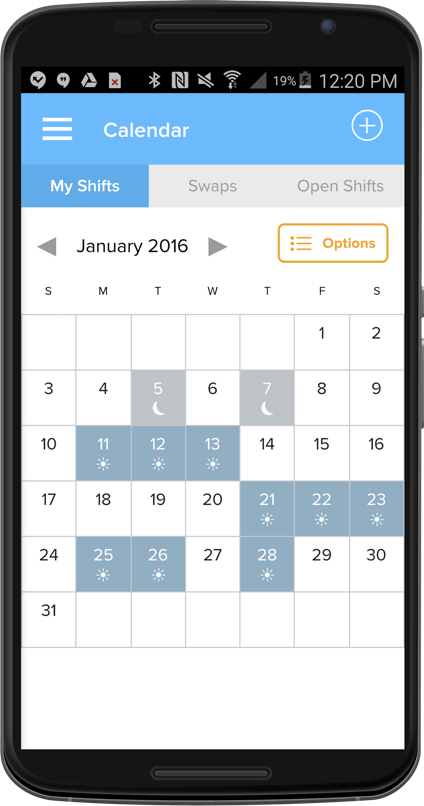 19% 12:20 PM
Calendar
My Shifts Swaps Open Shifts
January 2016 Options
S M T W T F S
1 2
3 4 5 6 7 8 9
10 11 12 13 14 15 16
17 18 19 20 21 22 23
24 25 26 27 28 29 30
31